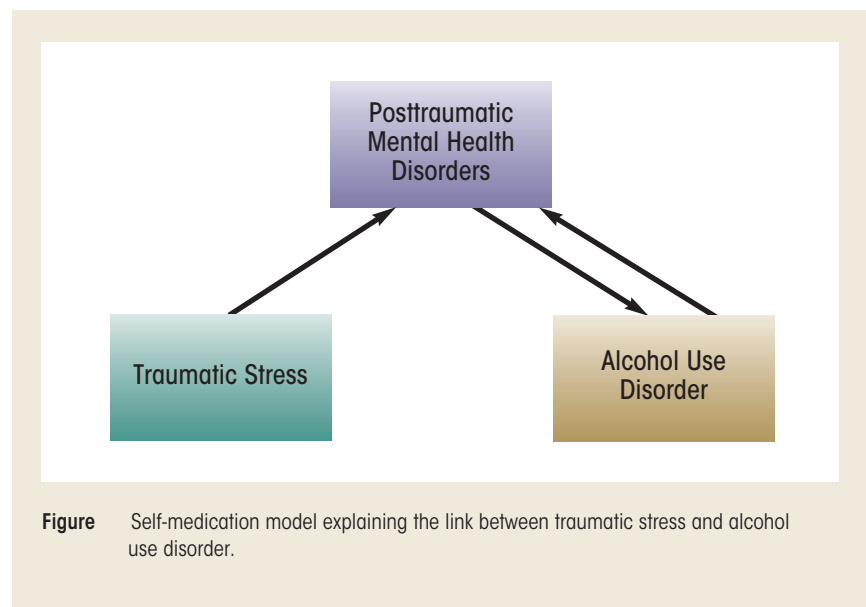 Posttraumatic
Mental Health
Disorders
Traumatic Stress
Alcohol Use
Disorder
Figure Self-medication model explaining the link between traumatic stress and alcohol
use disorder.